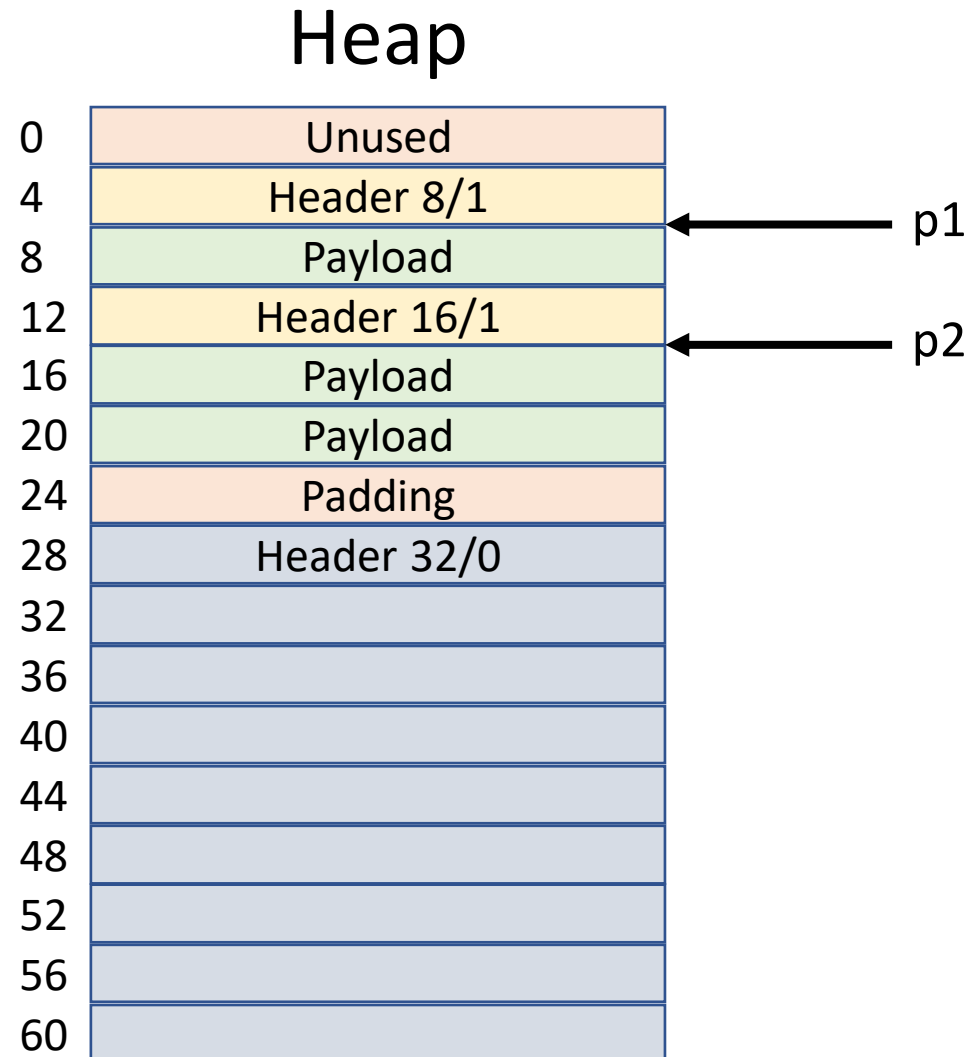 Heap
0 Unused
4 Header 8/1
p1
8 Payload
12 Header 16/1
p2
16 Payload
20 Payload
24 Padding
28 Header 32/0
32
36
40
44
48
52
56
60